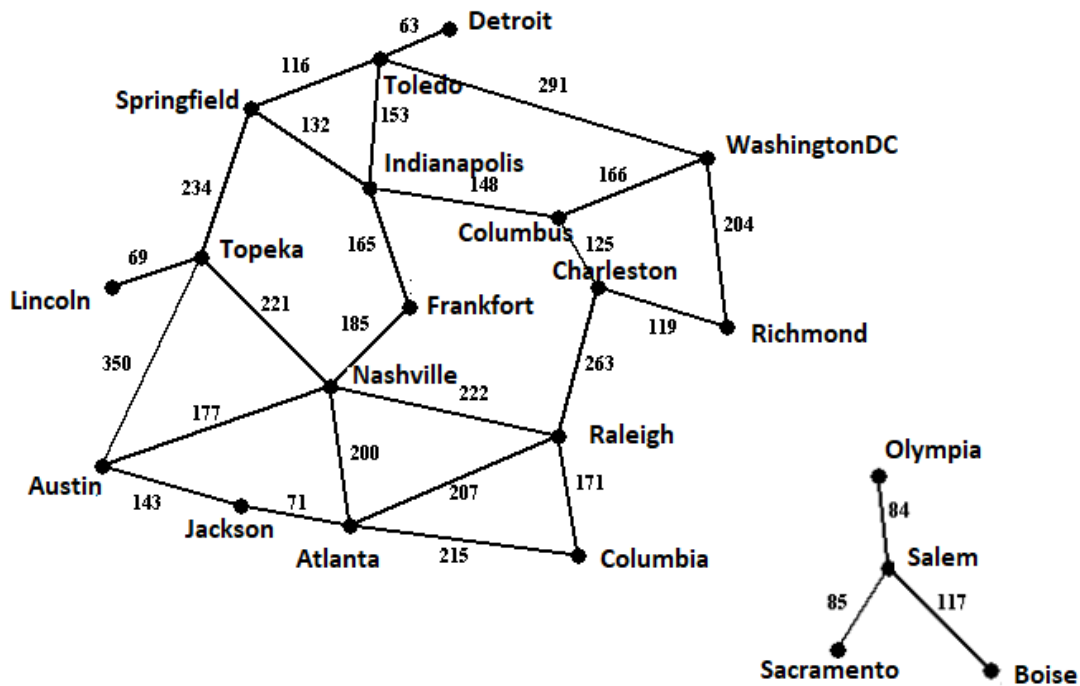 63
Detroit
116
Toledo
291
Springfield
132
153
WashingtonDC
Indianapolis
148
166
234
Columbus
204
165
125
69
Topeka
Charleston
Lincoln
221
Frankfort
185
119
Richmond
350
Nashville
263
222
177
Raleigh
200
Olympia
Austin
207
171
143
71
84
Jackson
Atlanta
215
Columbia
Salem
85
117
Sacramento
Boise